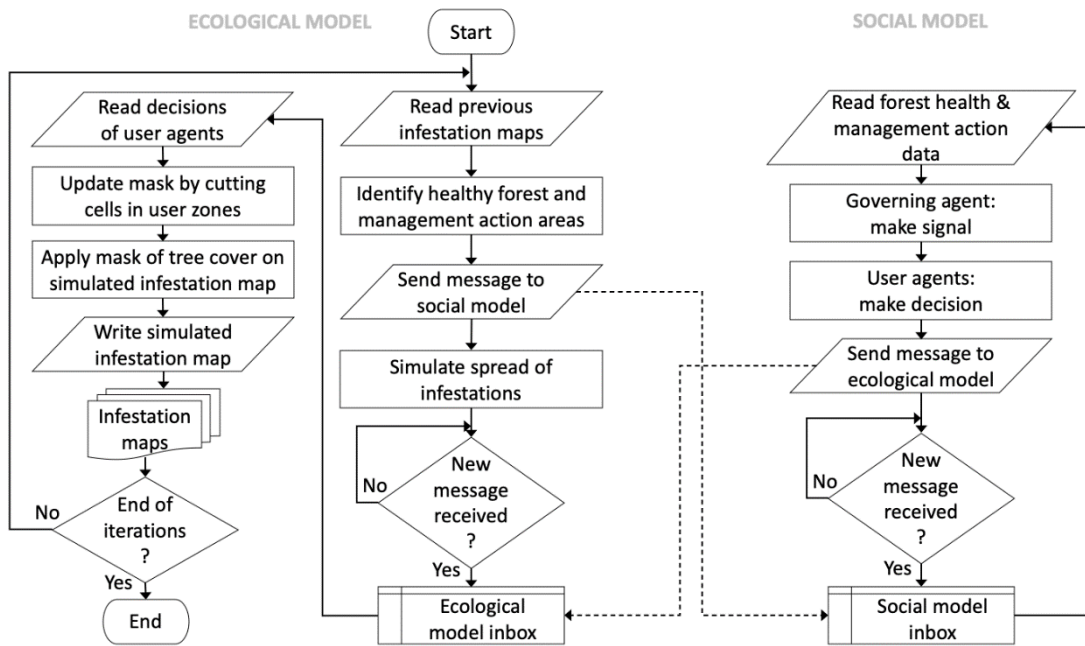 ECOLOGICAL MODEL
SOCIAL MODEL
Start
Read decisions
of user agents
Update mask by cutting
cells in user zones
Apply mask of tree cover on
simulated infestation map
Write simulated
infestation map
Infestation
maps
End of
iterations
?
No
Yes
End
Read previous
infestation maps
Identify healthy forest and
management action areas
Send message to
social model
Simulate spread of
infestations
New
message
received
?
No
Yes
Ecological
model inbox
Read forest health &
management action
data
Governing agent:
make signal
User agents:
make decision
Send message to
ecological model
New
message
received
?
No
Yes
Social model
inbox